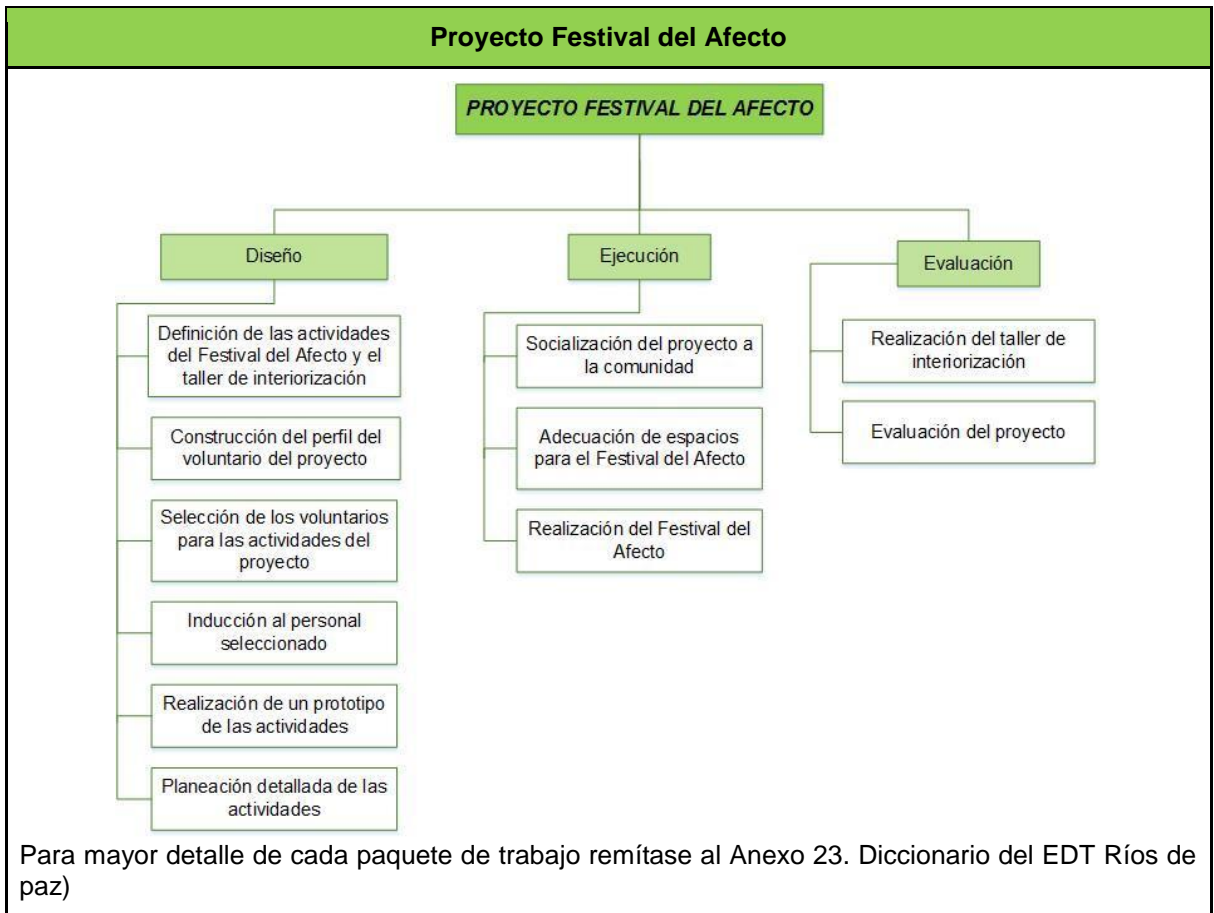 Proyecto Festival del Afecto
PROYECTO FESTIVAL DEL AFECTO
Diseño
Definición de las actividades
del Festival del Afecto y el
taller de interiorización
Construcción del perfil del
voluntario del proyecto
Selección de los voluntarios
para las actividades del
proyecto
Inducción al personal
seleccionado
Realización de un prototipo
de las actividades
Planeación detallada de las
actividades
Ejecución
Socialización del proyecto a
la comunidad
Adecuación de espacios
para el Festival del Afecto
Realización del Festival del
Afecto
Evaluación
Realización del taller de
interiorización
Evaluación del proyecto
Para mayor detalle de cada paquete de trabajo remítase al Anexo 23. Diccionario del EDT Ríos de
paz)